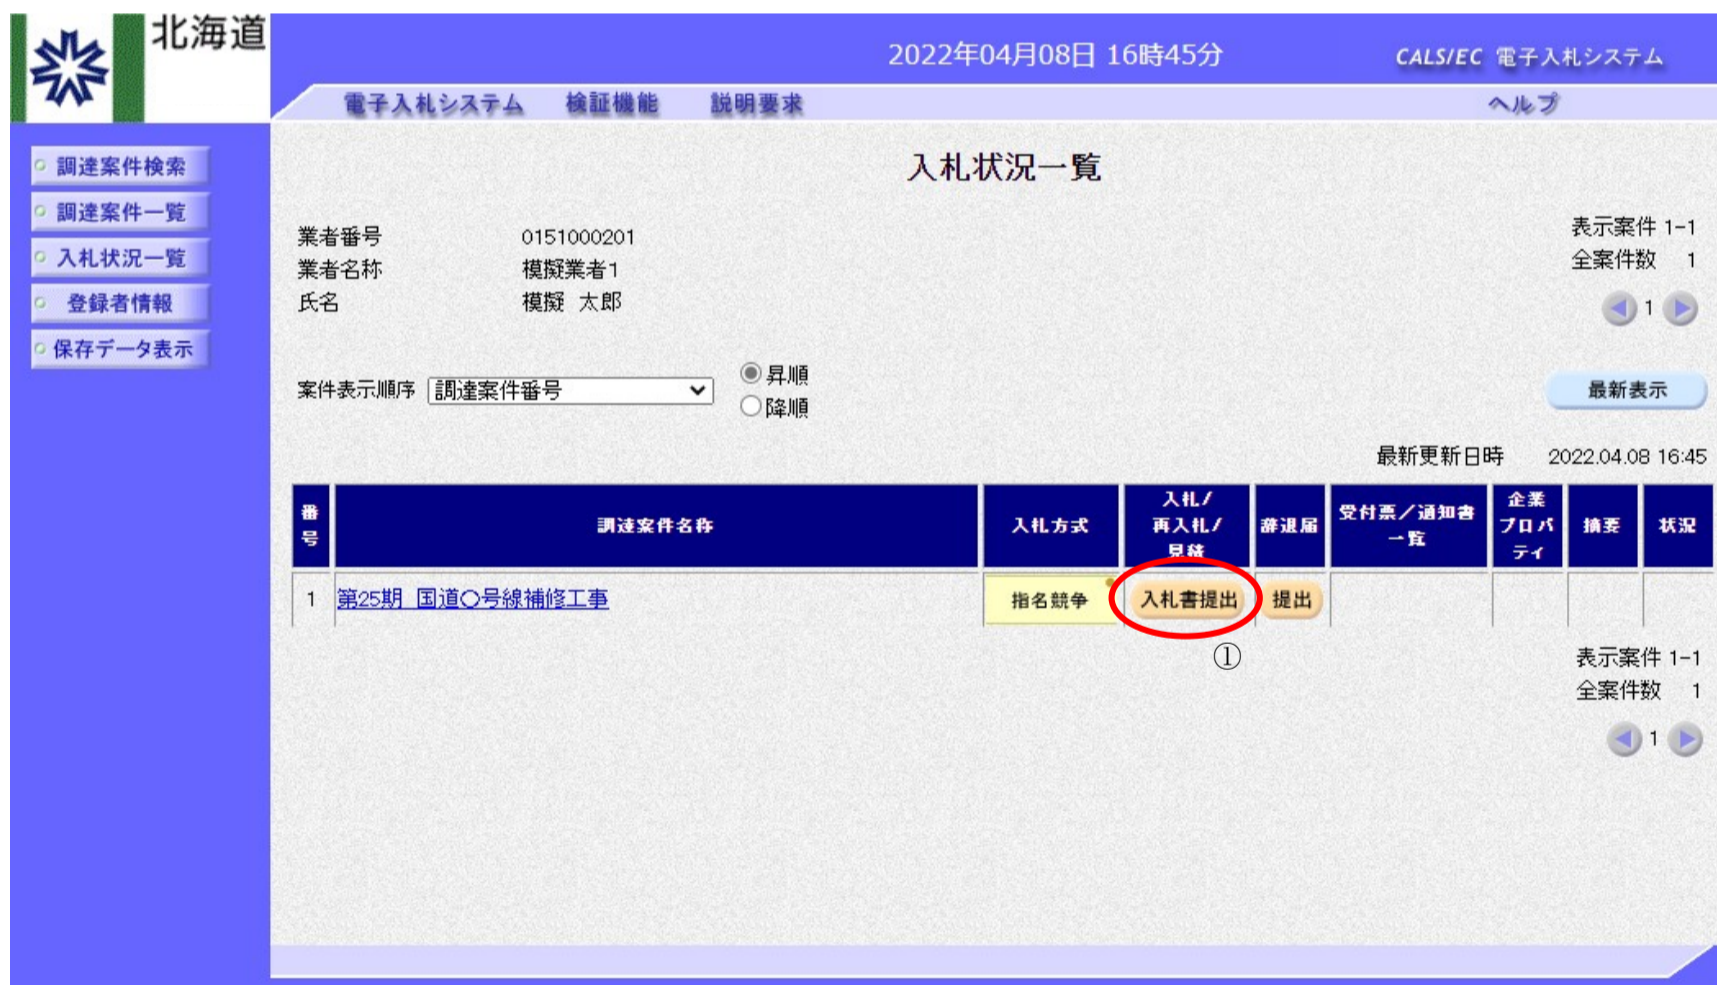 北海道
2022年04月08日 16時45分
CALS/EC 電子入札システム
電子入札システム 検証機能 説明要求 ヘルプ
調達案件検索
調達案件一覧
入札状況一覧
登録者情報
保存データ表示
入札状況一覧
業者番号 0151000201
業者名称 模擬業者1
氏名 模擬 太郎
表示案件 1-1
全案件数 1
1
案件表示順序 調達案件番号
昇順
降順
最新表示
最新更新日時 2022.04.08 16:45
番号 調達案件名称 入札方式 入札/再入札/見積 辞退届 受付票/通知書一覧 企業プロパティ 摘要 状況
1 第25期 国道○号線補修工事 指名競争 入札書提出 提出
①
表示案件 1-1
全案件数 1
1